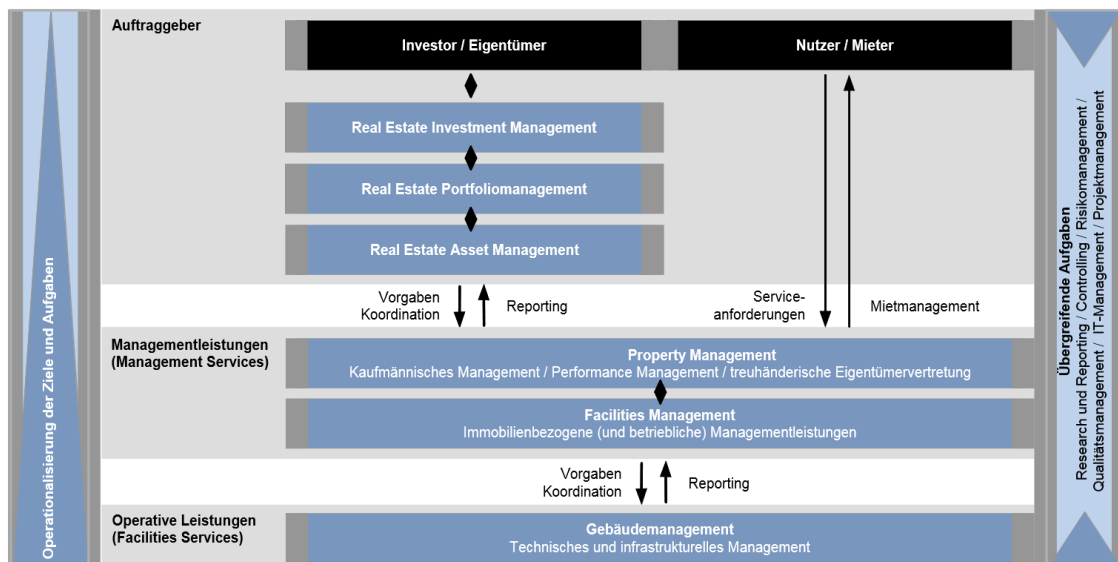 Auftraggeber
Investor / Eigentümer
Nutzer / Mieter
Real Estate Investment Management
Real Estate Portfoliomanagement
Real Estate Asset Management
Vorgaben
Koordination
Reporting
Service-
anforderungen
Mietmanagement
Managementleistungen
(Management Services)
Property Management
Kaufmännisches Management / Performance Management / treuhänderische Eigentümervertretung
Facilities Management
Immobilienbezogene (und betriebliche) Managementleistungen
Vorgaben
Koordination
Reporting
Operative Leistungen
(Facilities Services)
Gebäudemanagement
Technisches und infrastrukturelles Management
Operationalisierung der Ziele und Aufgaben
Übergreifende Aufgaben
Research und Reporting / Controlling / Risikomanagement /
Qualitätsmanagement / IT-Management / Projektmanagement